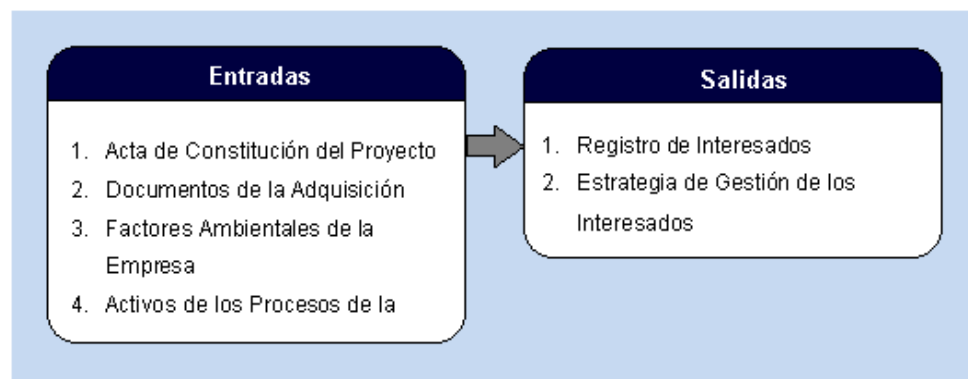 Entradas
1. Acta de Constitución del Proyecto
2. Documentos de la Adquisición
3. Factores Ambientales de la
Empresa
4. Activos de los Procesos de la
Salidas
1. Registro de Interesados
2. Estrategia de Gestión de los
Interesados